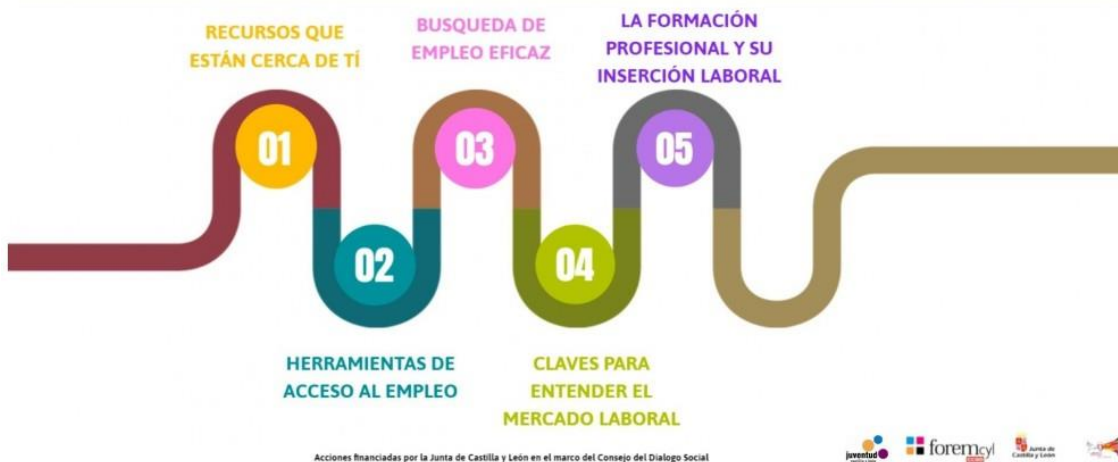 RECURSOS QUE
ESTÁN CERCA DE TÍ
01
HERRAMIENTAS DE
ACCESO AL EMPLEO
02
BUSQUEDA DE
EMPLEO EFICAZ
03
CLAVES PARA
ENTENDER EL
MERCADO LABORAL
04
LA FORMACIÓN
PROFESIONAL Y SU
INSERCIÓN LABORAL
05
Acciones financiadas por la Junta de Castilla y León en el marco del Consejo del Dialogo Social
juventud
foremcyl
Junta de
Castilla y León